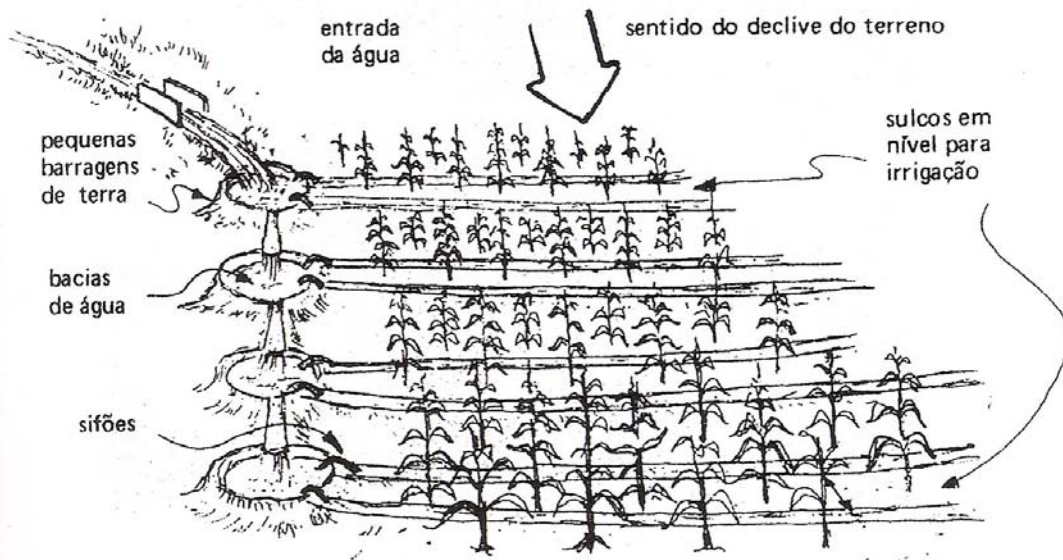 entrada
da água
sentido do declive do terreno
pequenas
barragens
de terra
sulcos em
nível para
irrigação
bacias
de água
sifões